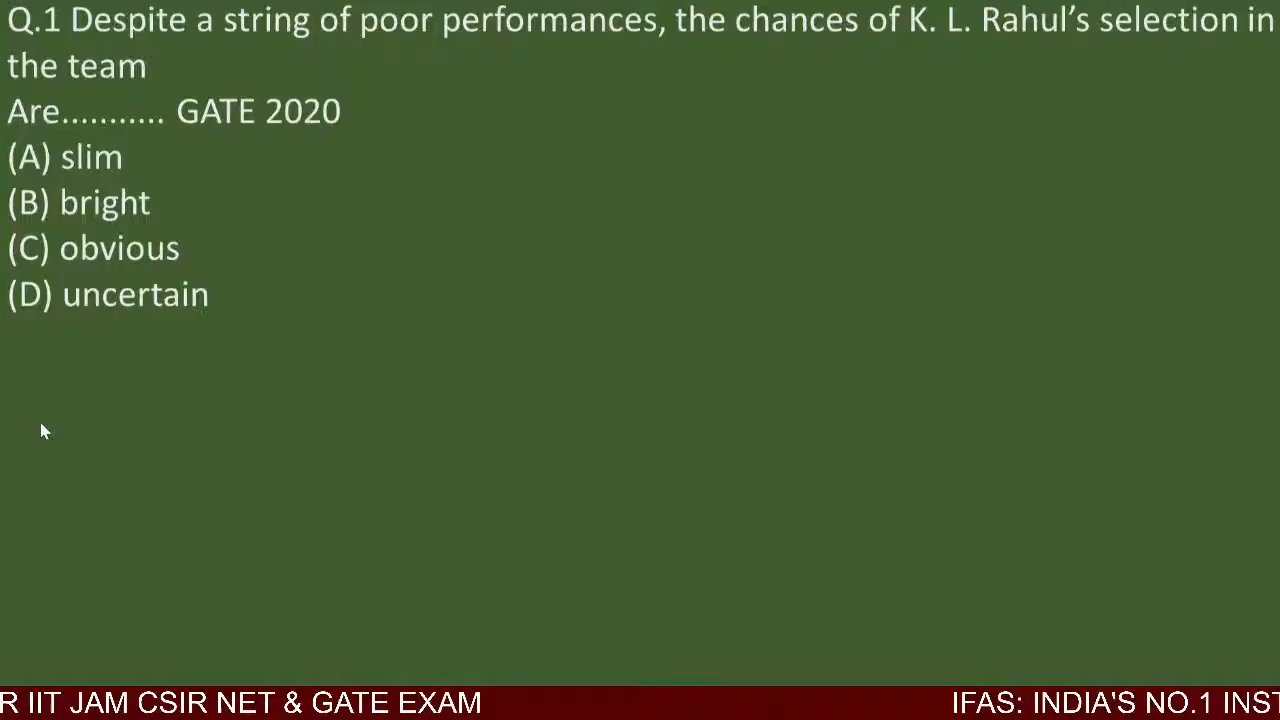 Q.1 Despite a string of poor performances, the chances of K. L. Rahul’s selection in
the team
Are........... GATE 2020
(A) slim
(B) bright
(C) obvious
(D) uncertain
R IIT JAM CSIR NET & GATE EXAM IFAS: INDIA'S NO.1 INST